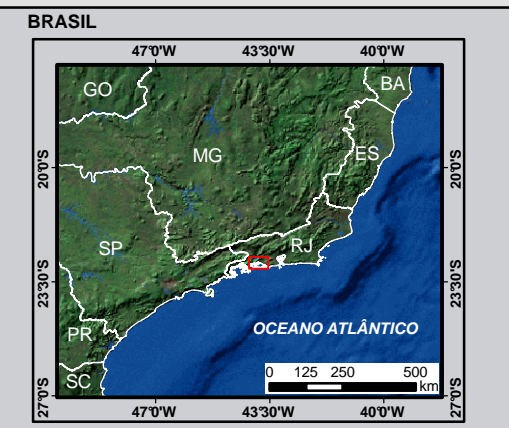 BRASIL
47°0'W 43°30'W 40°0'W
GO
BA
MG
ES
20°0'S 20°0'S
SP
RJ
23°30'S 23°30'S
PR
OCEANO ATLÂNTICO
SC
0 125 250 500
km
27°0'S 27°0'S
47°0'W 43°30'W 40°0'W